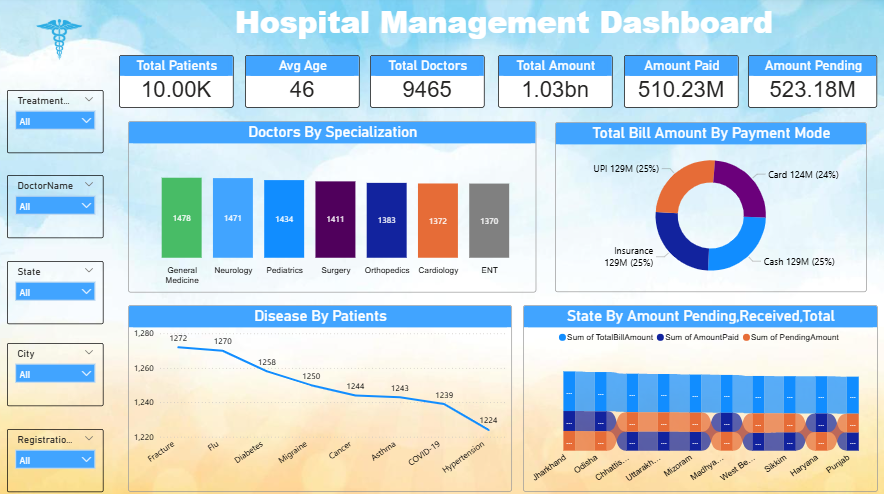 Hospital Management Dashboard
Total Patients
10.00K
Avg Age
46
Total Doctors
9465
Total Amount
1.03bn
Amount Paid
510.23M
Amount Pending
523.18M
Treatment...
All
DoctorName
All
State
All
City
All
Registratio...
All
Doctors By Specialization
1478
1471
1434
1411
1383
1372
1370
General
Medicine
Neurology
Pediatrics
Surgery
Orthopedics
Cardiology
ENT
Total Bill Amount By Payment Mode
UPI 129M (25%)
Card 124M (24%)
Insurance
129M (25%)
Cash 129M (25%)
Disease By Patients
1,280
1,260
1,240
1,220
1272
1270
1258
1250
1244
1243
1239
1224
Fracture
Flu
Diabetes
Migraine
Cancer
Asthma
COVID-19
Hypertension
State By Amount Pending,Received,Total
Sum of TotalBillAmount
Sum of AmountPaid
Sum of PendingAmount
Jharkhand
Odisha
Chhattis...
Uttarakh...
Mizoram
Madhya...
West Be...
Sikkim
Haryana
Punjab